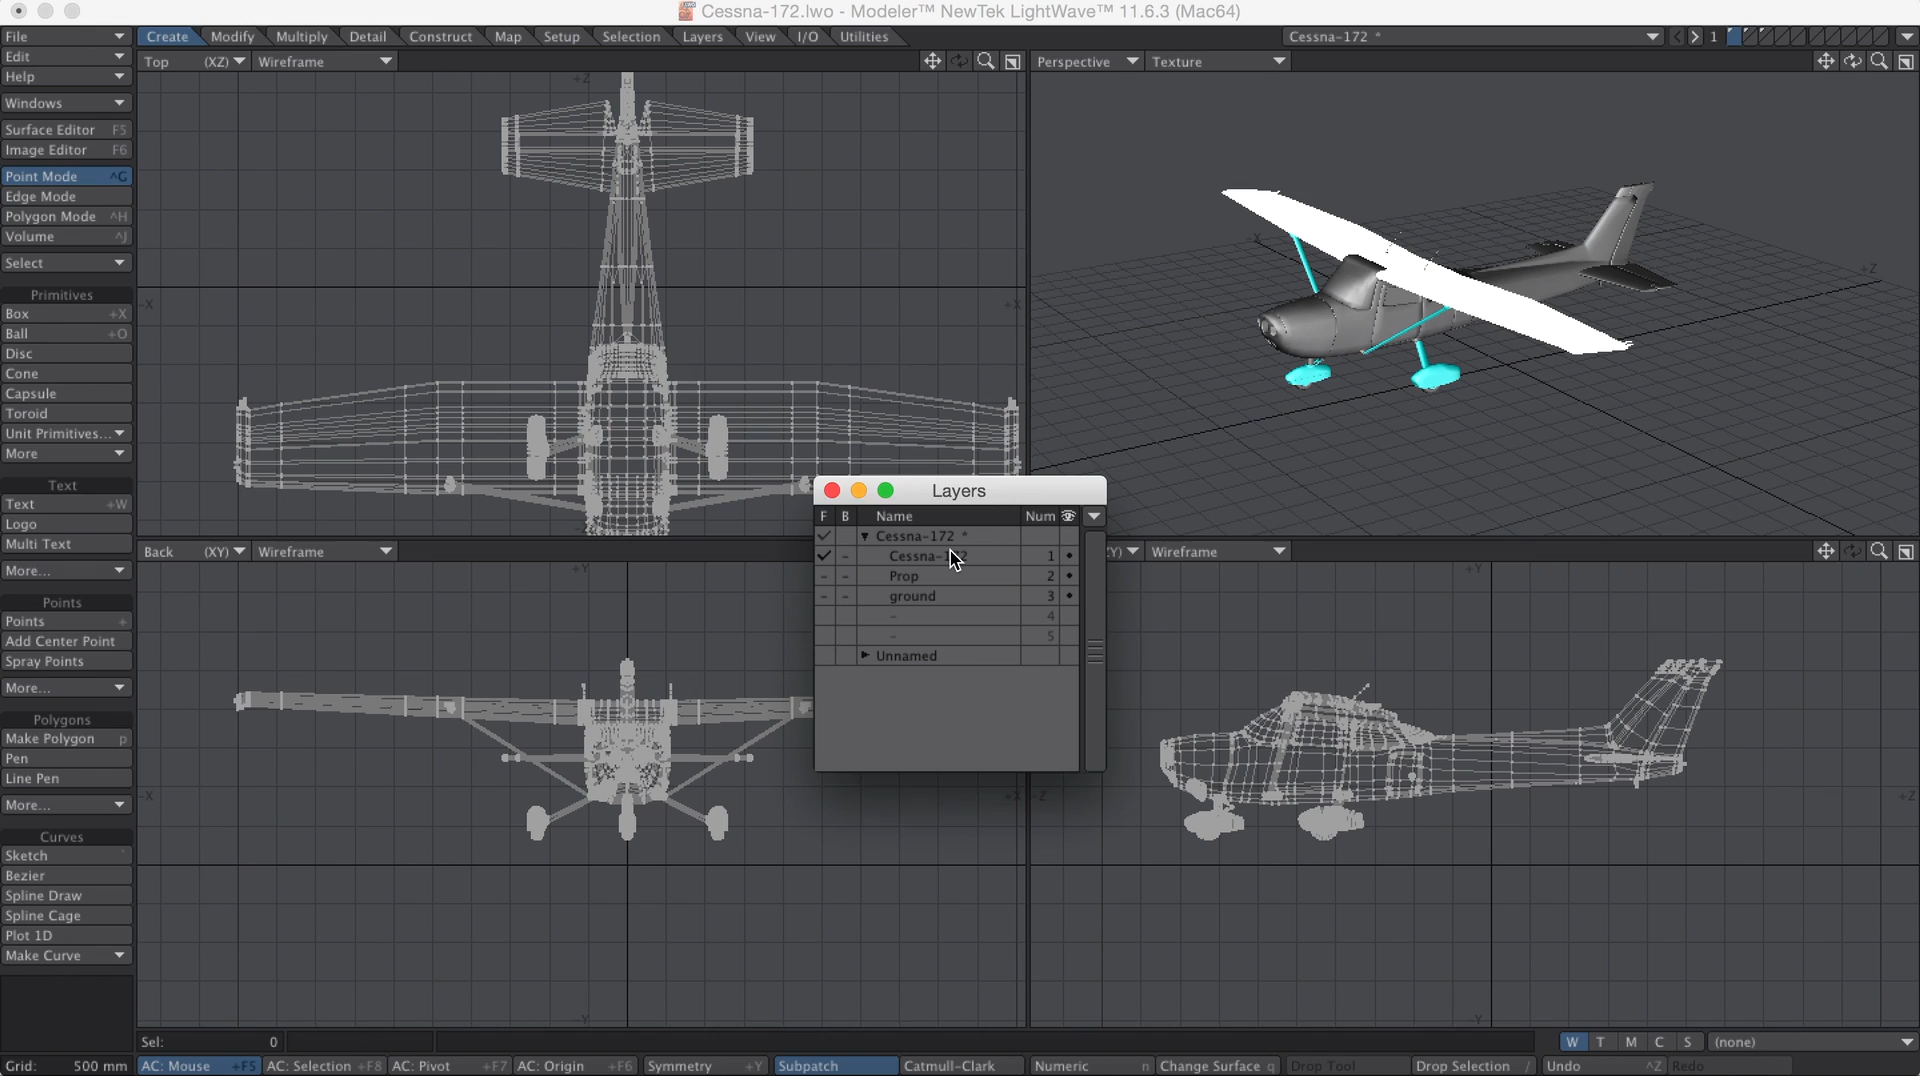 Cessna-172.lwo - Modeler™ NewTek LightWave™ 11.6.3 (Mac64)
File
Edit
Help
Windows
Surface Editor F5
Image Editor F6
Point Mode ^G
Edge Mode
Polygon Mode ^H
Volume ^J
Select
Primitives
Box +X
Ball +O
Disc
Cone
Capsule
Toroid
Unit Primitives...
More
Text
Text +W
Logo
Multi Text
More...
Points
Points +
Add Center Point
Spray Points
More...
Polygons
Make Polygon p
Pen
Line Pen
More...
Curves
Sketch `
Bezier
Spline Draw
Spline Cage
Plot 1D
Make Curve
Create Modify Multiply Detail Construct Map Setup Selection Layers View I/O Utilities
Cessna-172 * 1
Top (XZ) Wireframe
+Z
-X
+X
Perspective Texture
-X
+Z
Back (XY) Wireframe
+Y
-X
-Y
Layers
F B Name Num
Cessna-172 *
Cessna-172 1
Prop 2
ground 3
- 4
- 5
Unnamed
Y) Wireframe
+Y
-Z
+Z
-Y
Sel: 0
W T M C S (none)
Grid: 500 mm AC: Mouse +F5 AC: Selection +F8 AC: Pivot +F7 AC: Origin +F6 Symmetry +Y Subpatch Catmull-Clark Numeric n Change Surface q Drop Tool Drop Selection / Undo ^Z Redo